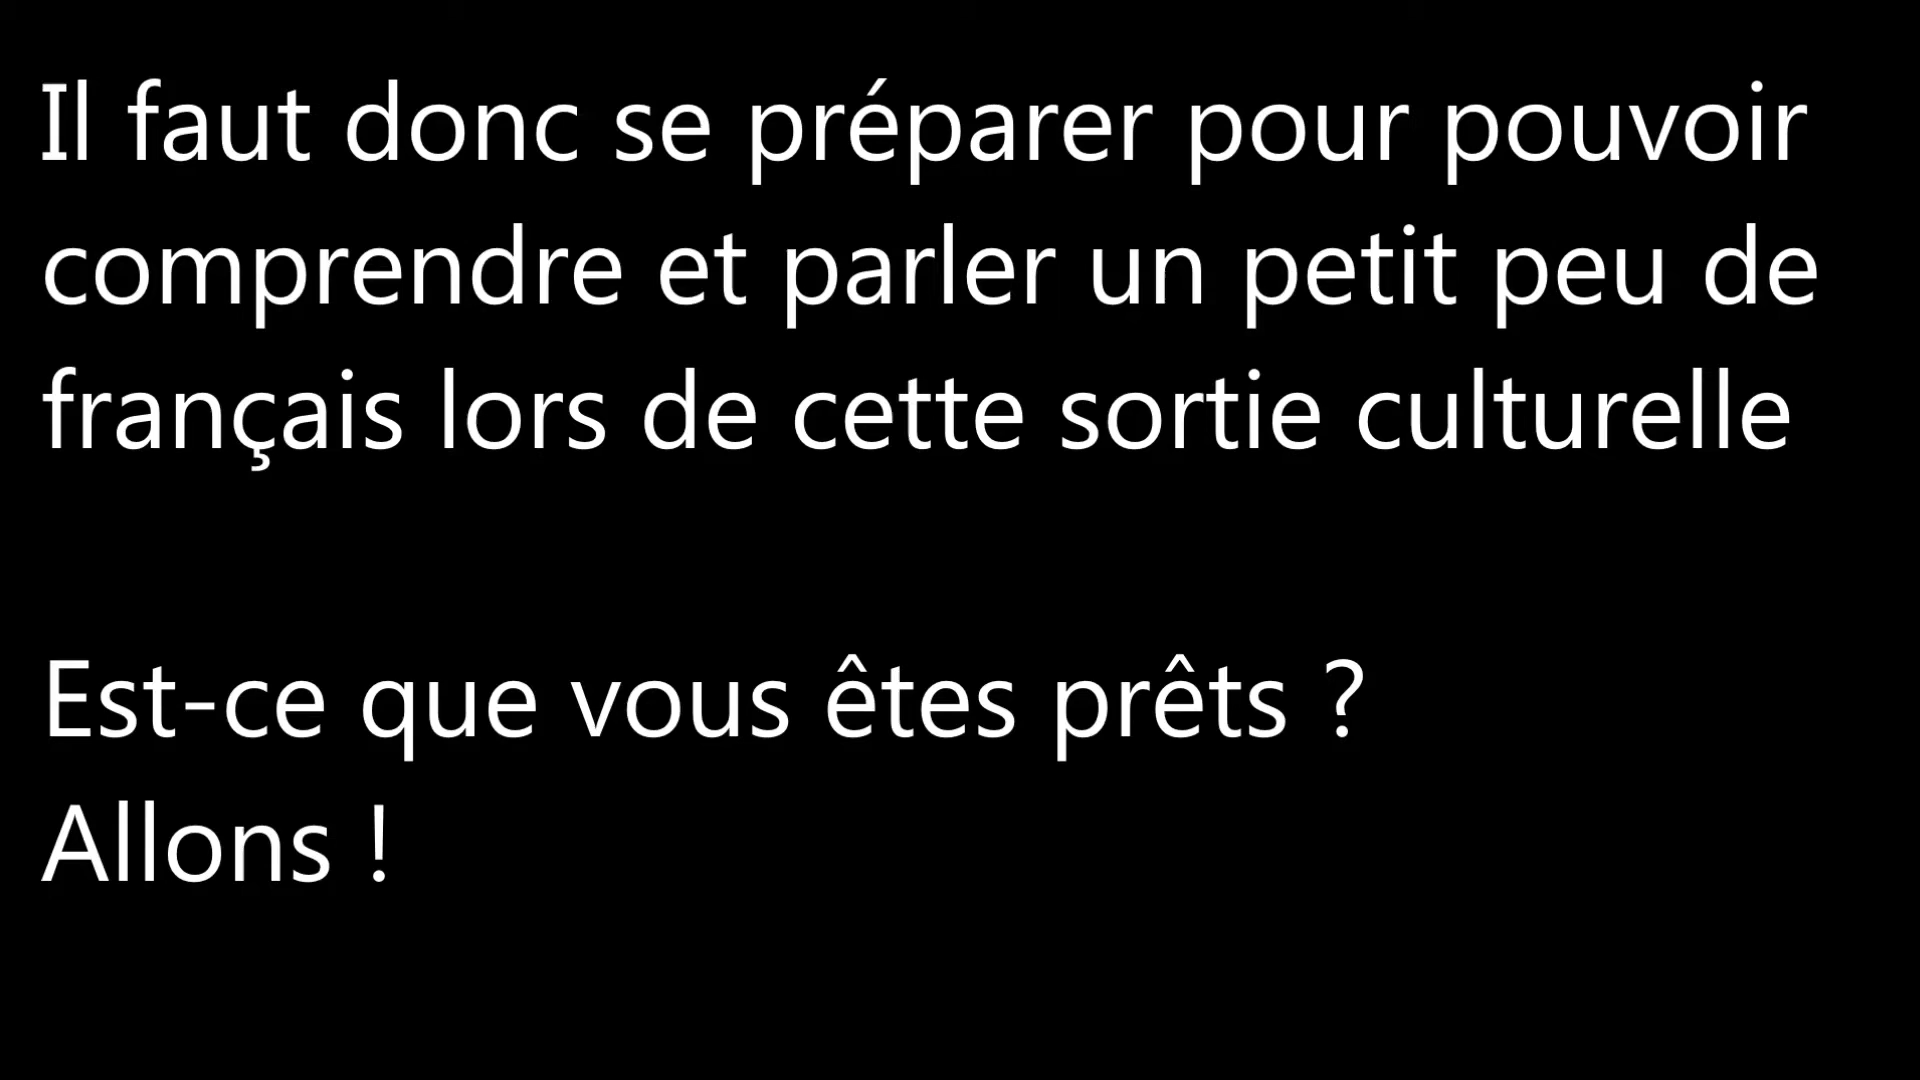 Il faut donc se préparer pour pouvoir
comprendre et parler un petit peu de
français lors de cette sortie culturelle
Est-ce que vous êtes prêts ?
Allons !